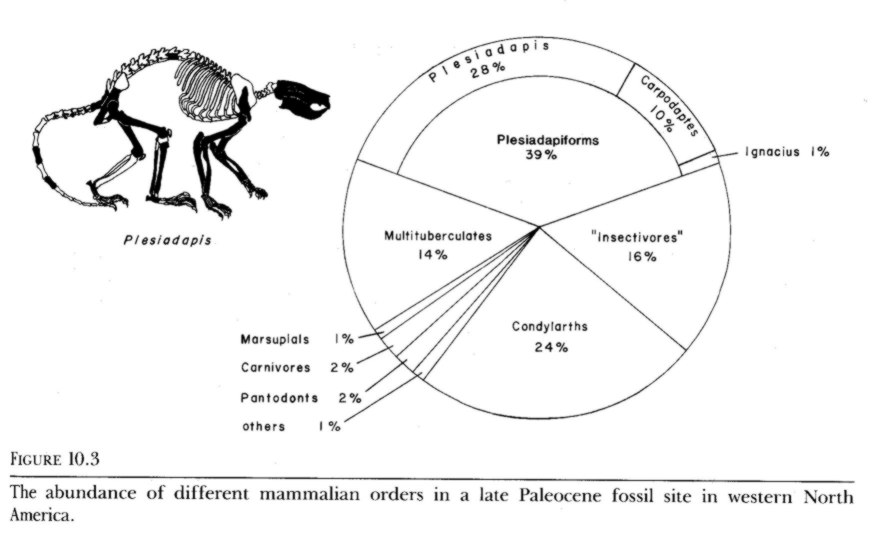 Plesiadapis
28%
Carpodaptes
10%
Plesiadapiforms
39%
Ignacius 1%
Plesiadapis
Multituberculates
14%
"Insectivores"
16%
Condylarths
24%
Marsupials 1%
Carnivores 2%
Pantodonts 2%
others 1%
FIGURE 10.3
The abundance of different mammalian orders in a late Paleocene fossil site in western North
America.